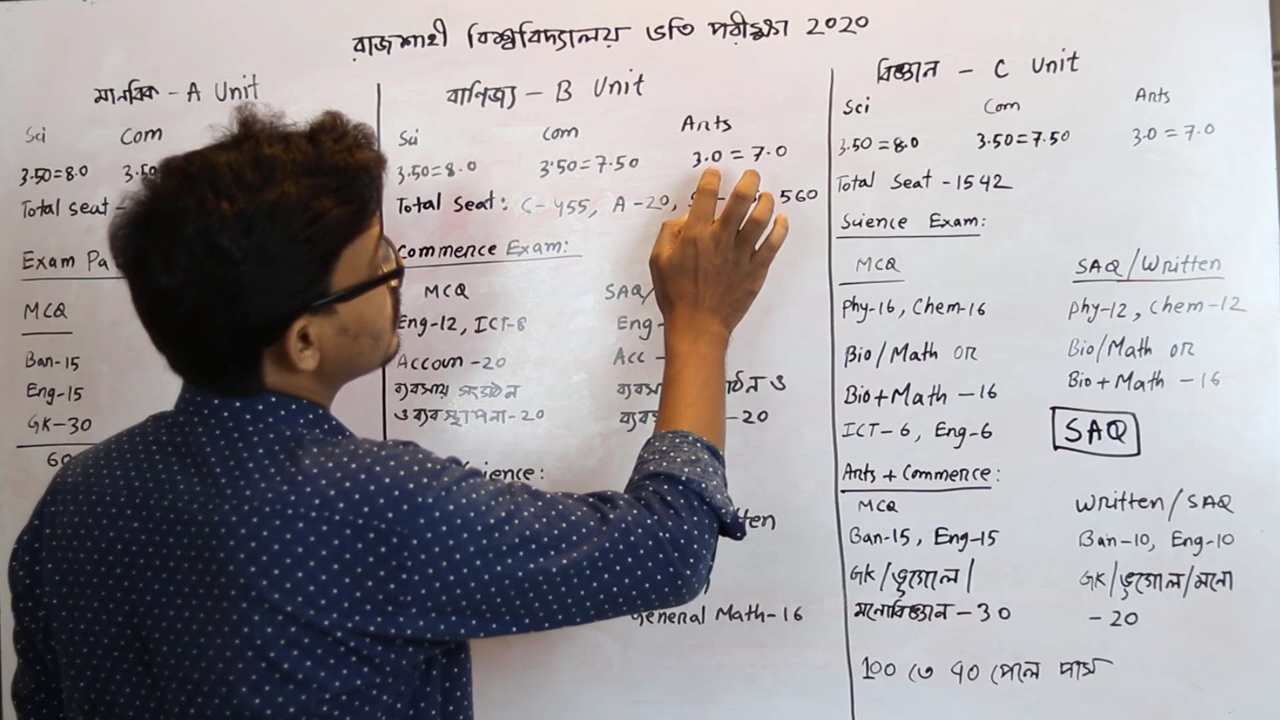 রাজশাহী বিশ্ববিদ্যালয় ভর্তি পরীক্ষা 2020
মানবিক - A Unit
Sci Com
3.50=8.0 3.50
Total seat -
Exam Pa
MCQ
Ban-15
Eng-15
GK-30
60
বাণিজ্য - B Unit
Sci Com Arts
3.50=8.0 3.50=7.50 3.0=7.0
Total seat: C-455, A-20, 560
Commerce Exam:
MCQ SAQ/
Eng-12, ICT-8 Eng-
Accoun-20 Acc -
ব্যবসায় সংগঠন
ও ব্যবস্থাপনা-20 -20
ience:
tten
General Math-16
বিজ্ঞান - C Unit
Sci Com Arts
3.50=8.0 3.50=7.50 3.0=7.0
Total Seat -1542
Science Exam:
MCQ SAQ/Written
Phy-16, Chem-16 Phy-12, Chem-12
Bio/Math OR Bio/Math or
Bio+Math -16 Bio+Math -16
ICT-6, Eng-6 SAQ
Arts + Commerce:
MCQ Written/SAQ
Ban-15, Eng-15 Ban-10, Eng-10
GK/ভূগোল/ GK/ভূগোল/মনো
মনোবিজ্ঞান-30 -20
100 তে 40 পেলে পাস